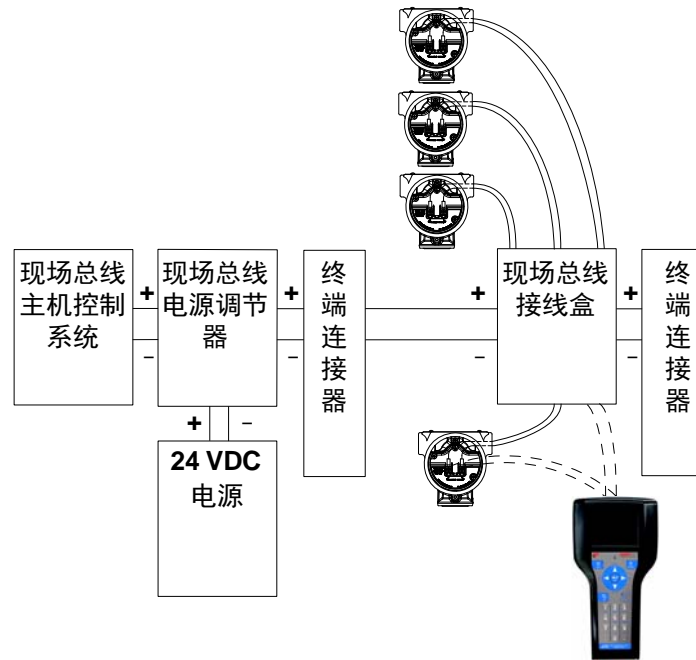 现场总线
主机控制
系统
+
–
现场总线
电源调节
器
+
–
终
端
连
接
器
+
–
现场总线
接线盒
+
–
终
端
连
接
器
+
–
24 VDC
电源